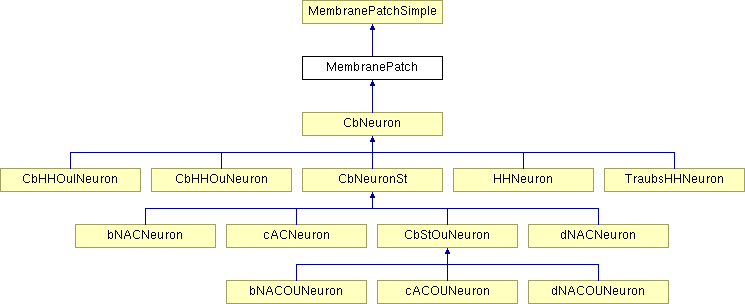 MembranePatchSimple
MembranePatch
CbNeuron
CbHHOuINeuron
CbHHOuNeuron
CbNeuronSt
HHNeuron
TraubsHHNeuron
bNACNeuron
cACNeuron
CbStOuNeuron
dNACNeuron
bNACOUNeuron
cACOUNeuron
dNACOUNeuron